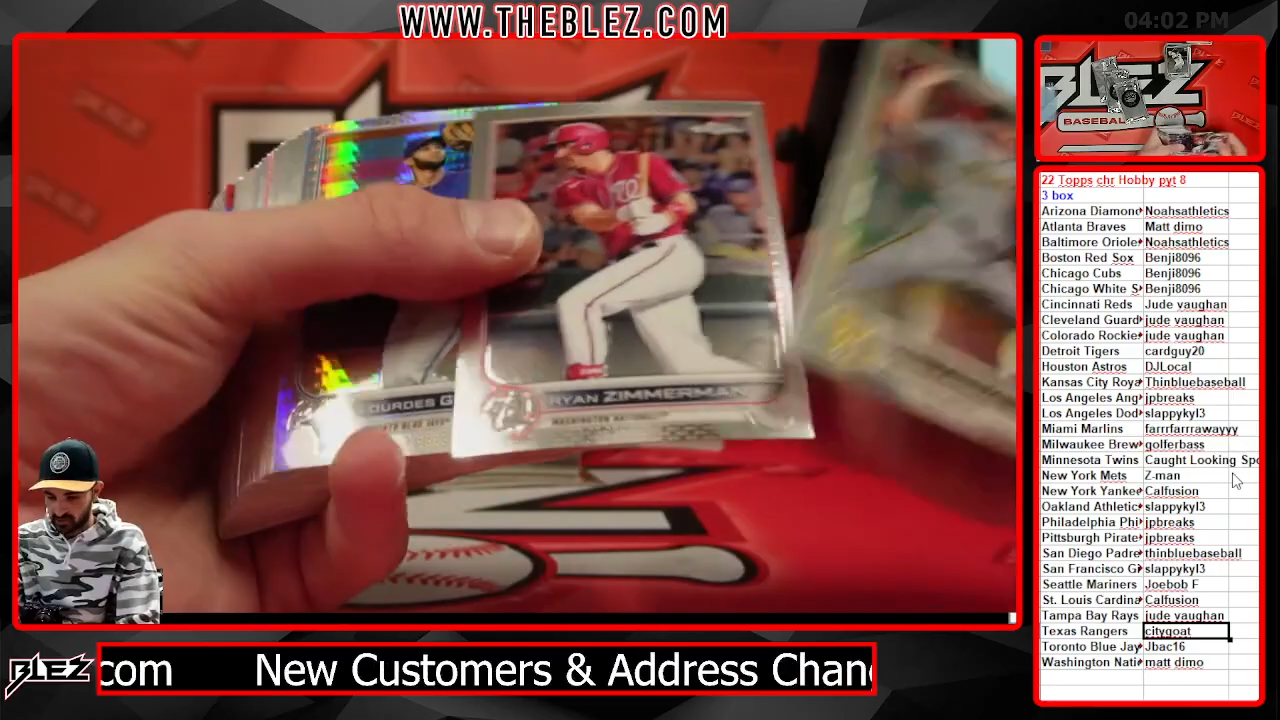 WWW.THEBLEZ.COM
04:02 PM
BLEZ
BASEBALL
RYAN ZIMMERMAN
WASHINGTON NATIONALS
OURDES G
22 Topps chr Hobby pyt 8
3 box
Arizona Diamond Noahsathletics
Atlanta Braves Matt dimo
Baltimore Oriole Noahsathletics
Boston Red Sox Benji8096
Chicago Cubs Benji8096
Chicago White S Benji8096
Cincinnati Reds Jude vaughan
Cleveland Guard jude vaughan
Colorado Rockie jude vaughan
Detroit Tigers cardguy20
Houston Astros DJLocal
Kansas City Roya Thinbluebaseball
Los Angeles Ang jpbreaks
Los Angeles Dod slappykyl3
Miami Marlins farrrfarrrawayyy
Milwaukee Brew golferbass
Minnesota Twins Caught Looking Spo
New York Mets Z-man
New York Yankee Calfusion
Oakland Athletic slappykyl3
Philadelphia Phi jpbreaks
Pittsburgh Pirate jpbreaks
San Diego Padre thinbluebaseball
San Francisco Gi slappykyl3
Seattle Mariners Joebob F
St. Louis Cardina Calfusion
Tampa Bay Rays jude vaughan
Texas Rangers citygoat
Toronto Blue Jay Jbac16
Washington Nati matt dimo
BLEZ
com New Customers & Address Chan